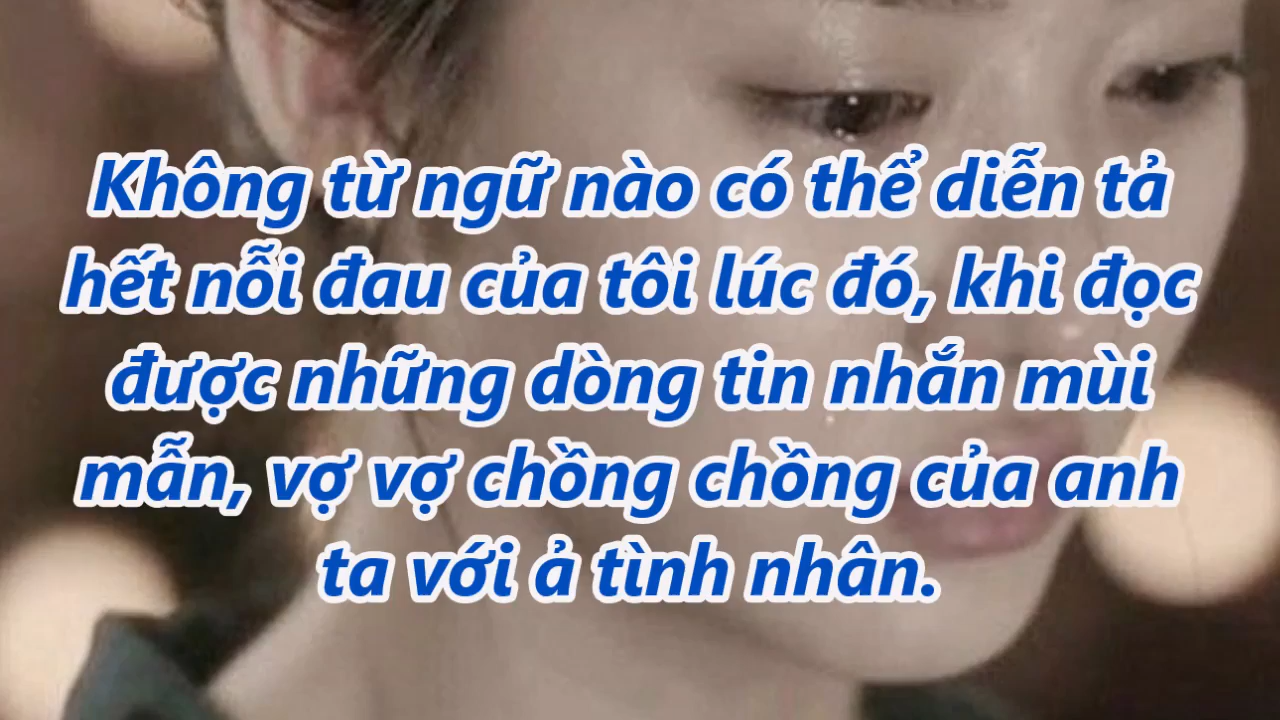 Không từ ngữ nào có thể diễn tả
hết nỗi đau của tôi lúc đó, khi đọc
được những dòng tin nhắn mùi
mẫn, vợ vợ chồng chồng của anh
ta với ả tình nhân.